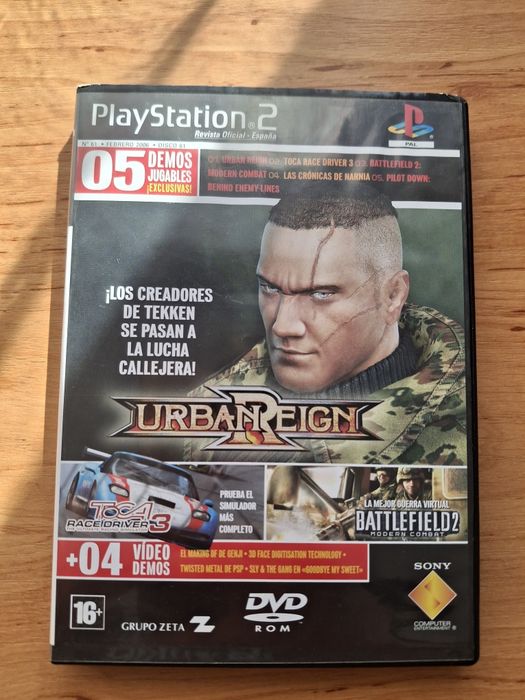 PlayStation®2
Revista Oficial - España
PAL
Nº 61 • FEBRERO 2006 • DISCO 61
05 DEMOS
JUGABLES
¡EXCLUSIVAS!
01. URBAN REIGN 02. TOCA RACE DRIVER 3 03. BATTLEFIELD 2:
MODERN COMBAT 04. LAS CRÓNICAS DE NARNIA 05. PILOT DOWN:
BEHIND ENEMY LINES
¡LOS CREADORES
DE TEKKEN
SE PASAN A
LA LUCHA
CALLEJERA!
URBAN REIGN
TOCA
RACE DRIVER 3
THE ULTIMATE RACING SIMULATOR
PRUEBA EL
SIMULADOR
MÁS
COMPLETO
LA MEJOR GUERRA VIRTUAL
BATTLEFIELD 2
MODERN COMBAT
+04 VÍDEO
DEMOS
EL MAKING OF DE GENJI • 3D FACE DIGITISATION TECHNOLOGY •
TWISTED METAL DE PSP • SLY & THE GANG EN «GOODBYE MY SWEET»
16+
GRUPO ZETA Z
DVD
ROM
SONY
COMPUTER
ENTERTAINMENT